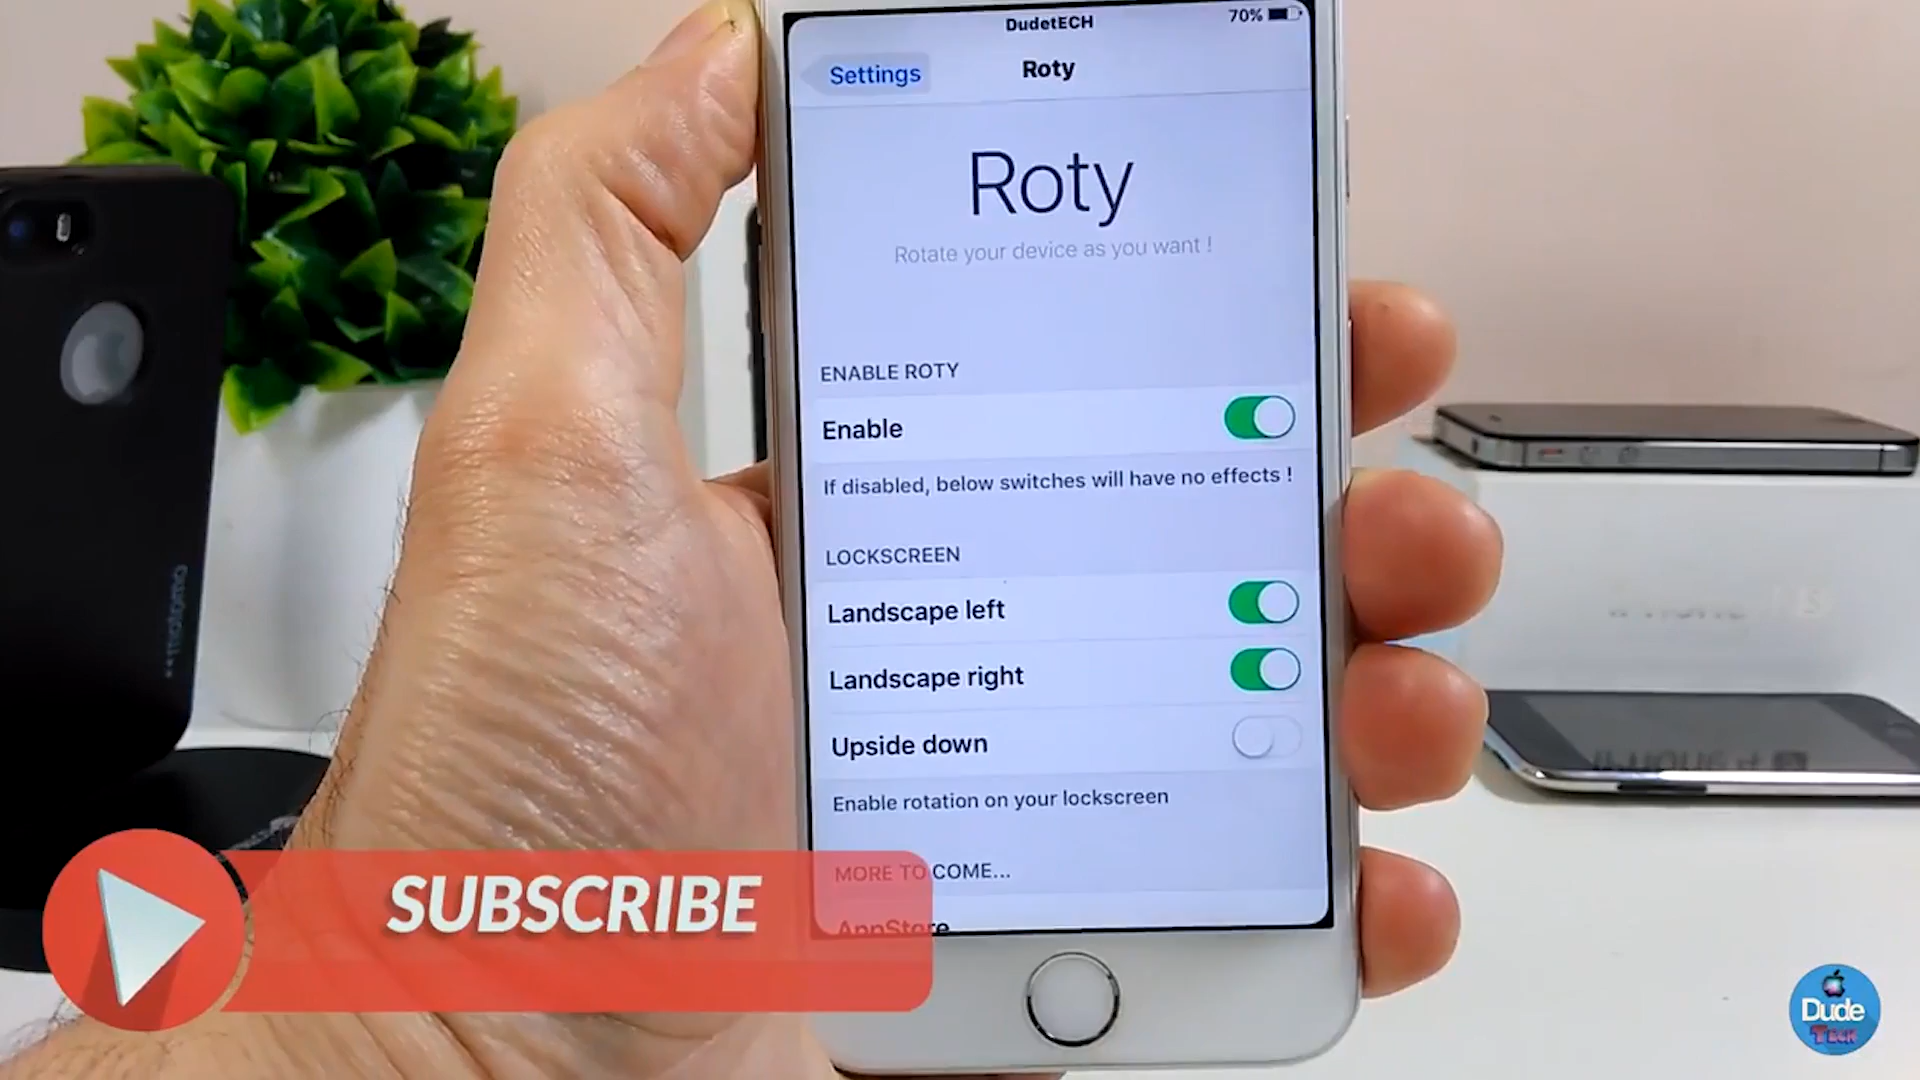 DudetECH
70%
Settings
Roty
Roty
Rotate your device as you want !
ENABLE ROTY
Enable
If disabled, below switches will have no effects !
LOCKSCREEN
Landscape left
Landscape right
Upside down
Enable rotation on your lockscreen
MORE TO COME...
AppStore
SUBSCRIBE
Dude
TECH